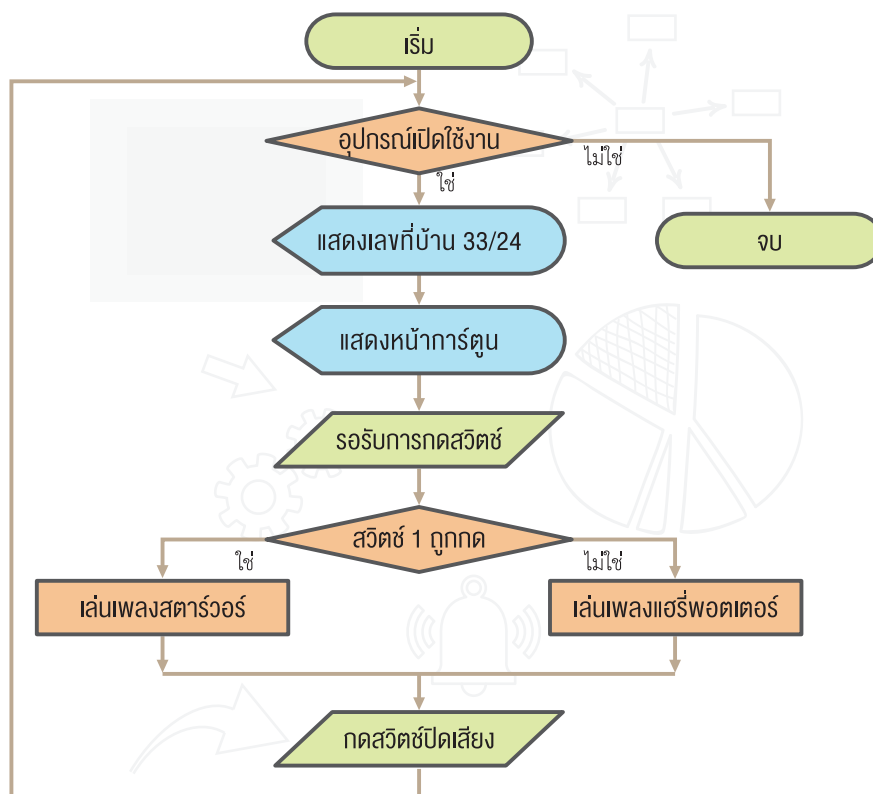 เริ่ม
อุปกรณ์เปิดใช้งาน
ไม่ใช่
ใช่
แสดงเลขที่บ้าน 33/24
จบ
แสดงหน้าการ์ตูน
รอรับการกดสวิตช์
สวิตช์ 1 ถูกกด
ใช่
ไม่ใช่
เล่นเพลงสตาร์วอร์
เล่นเพลงแฮรี่พอตเตอร์
กดสวิตช์ปิดเสียง